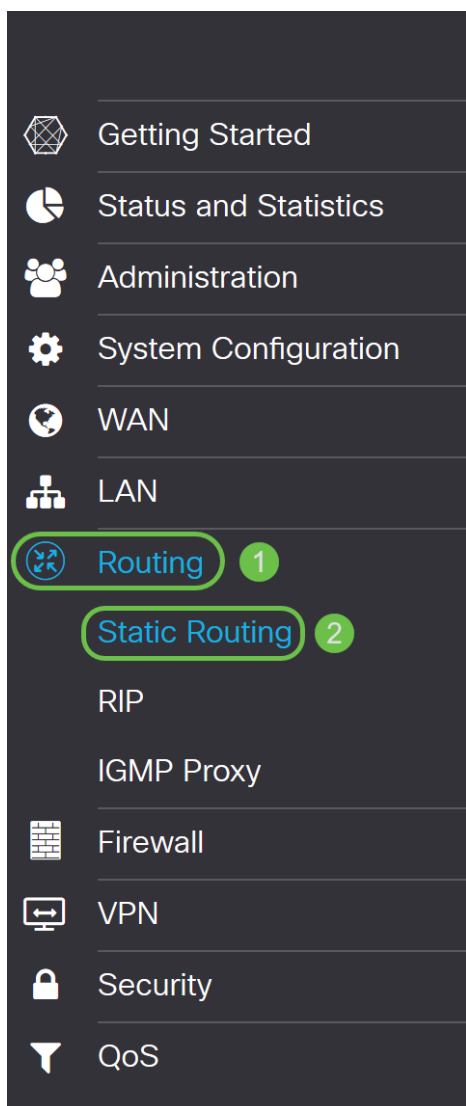 Getting Started
Status and Statistics
Administration
System Configuration
WAN
LAN
Routing 1
Static Routing 2
RIP
IGMP Proxy
Firewall
VPN
Security
QoS